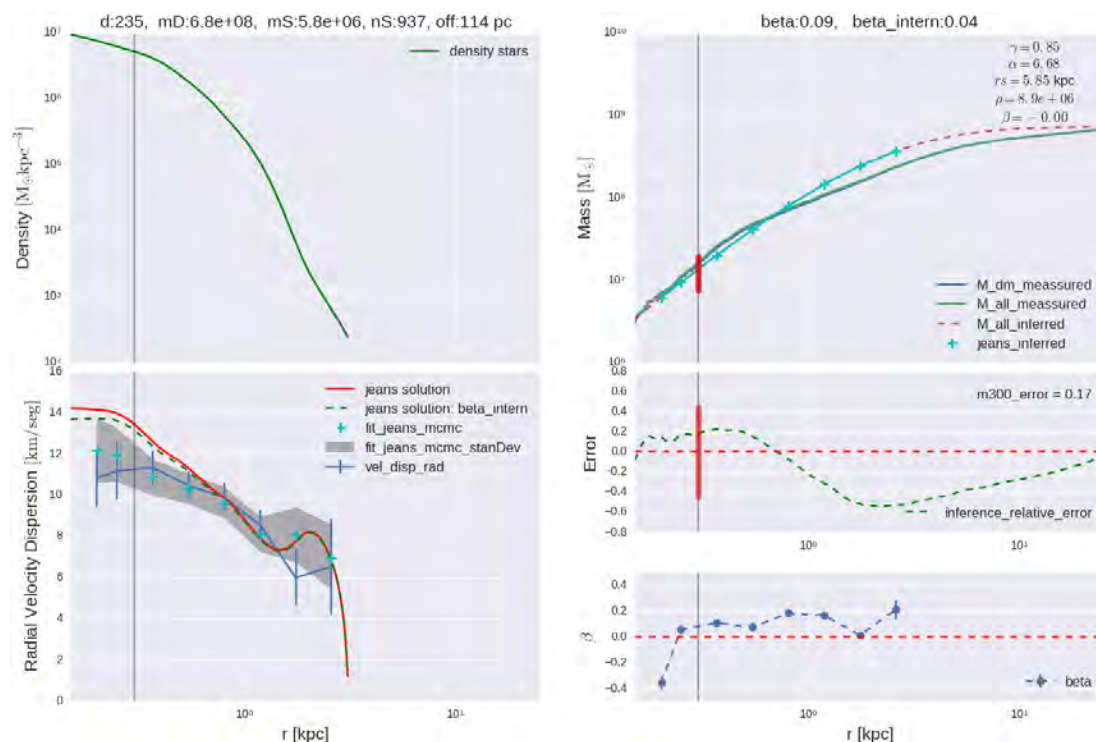 d:235, mD:6.8e+08, mS:5.8e+06, nS:937, off:114 pc
10⁷
10⁶
10⁵
10⁴
10³
10²
Density [M☉kpc⁻³]
density stars
16
14
12
10
8
6
4
2
0
Radial Velocity Dispersion [km/seg]
jeans solution
jeans solution: beta_intern
fit_jeans_mcmc
fit_jeans_mcmc_stanDev
vel_disp_rad
10⁰
10¹
r [kpc]
beta:0.09, beta_intern:0.04
10¹⁰
10⁹
10⁸
10⁷
10⁶
Mass [M☉]
γ = 0.85
α = 6.68
rs = 5.85 kpc
ρ = 8.9e + 06
β = −0.00
M_dm_meassured
M_all_meassured
M_all_inferred
jeans_inferred
0.8
0.6
0.4
0.2
0.0
−0.2
−0.4
−0.6
−0.8
Error
m300_error = 0.17
inference_relative_error
10⁰
10¹
0.4
0.2
0.0
−0.2
−0.4
β
beta
10⁰
10¹
r [kpc]